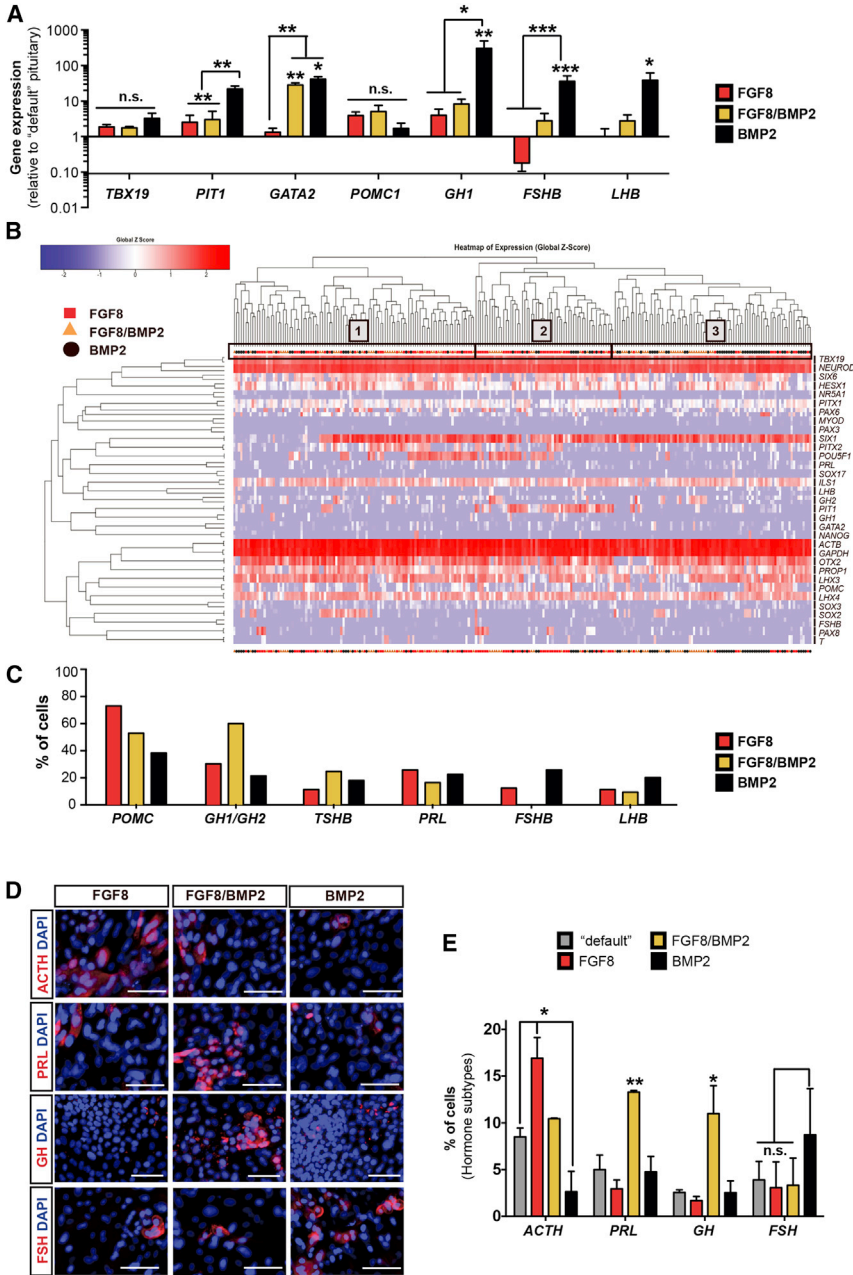 A
Gene expression
(relative to "default" pituitary)
1000
100
10
1
0.10
0.01
n.s.
**
**
**
**
*
n.s.
*
**
***
***
*
TBX19
PIT1
GATA2
POMC1
GH1
FSHB
LHB
FGF8
FGF8/BMP2
BMP2
B
Global Z Score
-2
-1
0
1
2
Heatmap of Expression (Global Z-Score)
FGF8
FGF8/BMP2
BMP2
1
2
3
TBX19
NEUROD
SIX6
HESX1
NR5A1
PITX1
PAX6
MYOD
PAX3
SIX1
PITX2
POU5F1
PRL
SOX17
ILS1
LHB
GH2
PIT1
GH1
GATA2
NANOG
ACTB
GAPDH
OTX2
PROP1
LHX3
POMC
LHX4
SOX3
SOX2
FSHB
PAX8
T
C
% of cells
100
80
60
40
20
0
POMC
GH1/GH2
TSHB
PRL
FSHB
LHB
FGF8
FGF8/BMP2
BMP2
D
FGF8
FGF8/BMP2
BMP2
ACTH DAPI
PRL DAPI
GH DAPI
FSH DAPI
E
"default"
FGF8
FGF8/BMP2
BMP2
% of cells
(Hormone subtypes)
20
15
10
5
0
*
**
*
n.s.
ACTH
PRL
GH
FSH